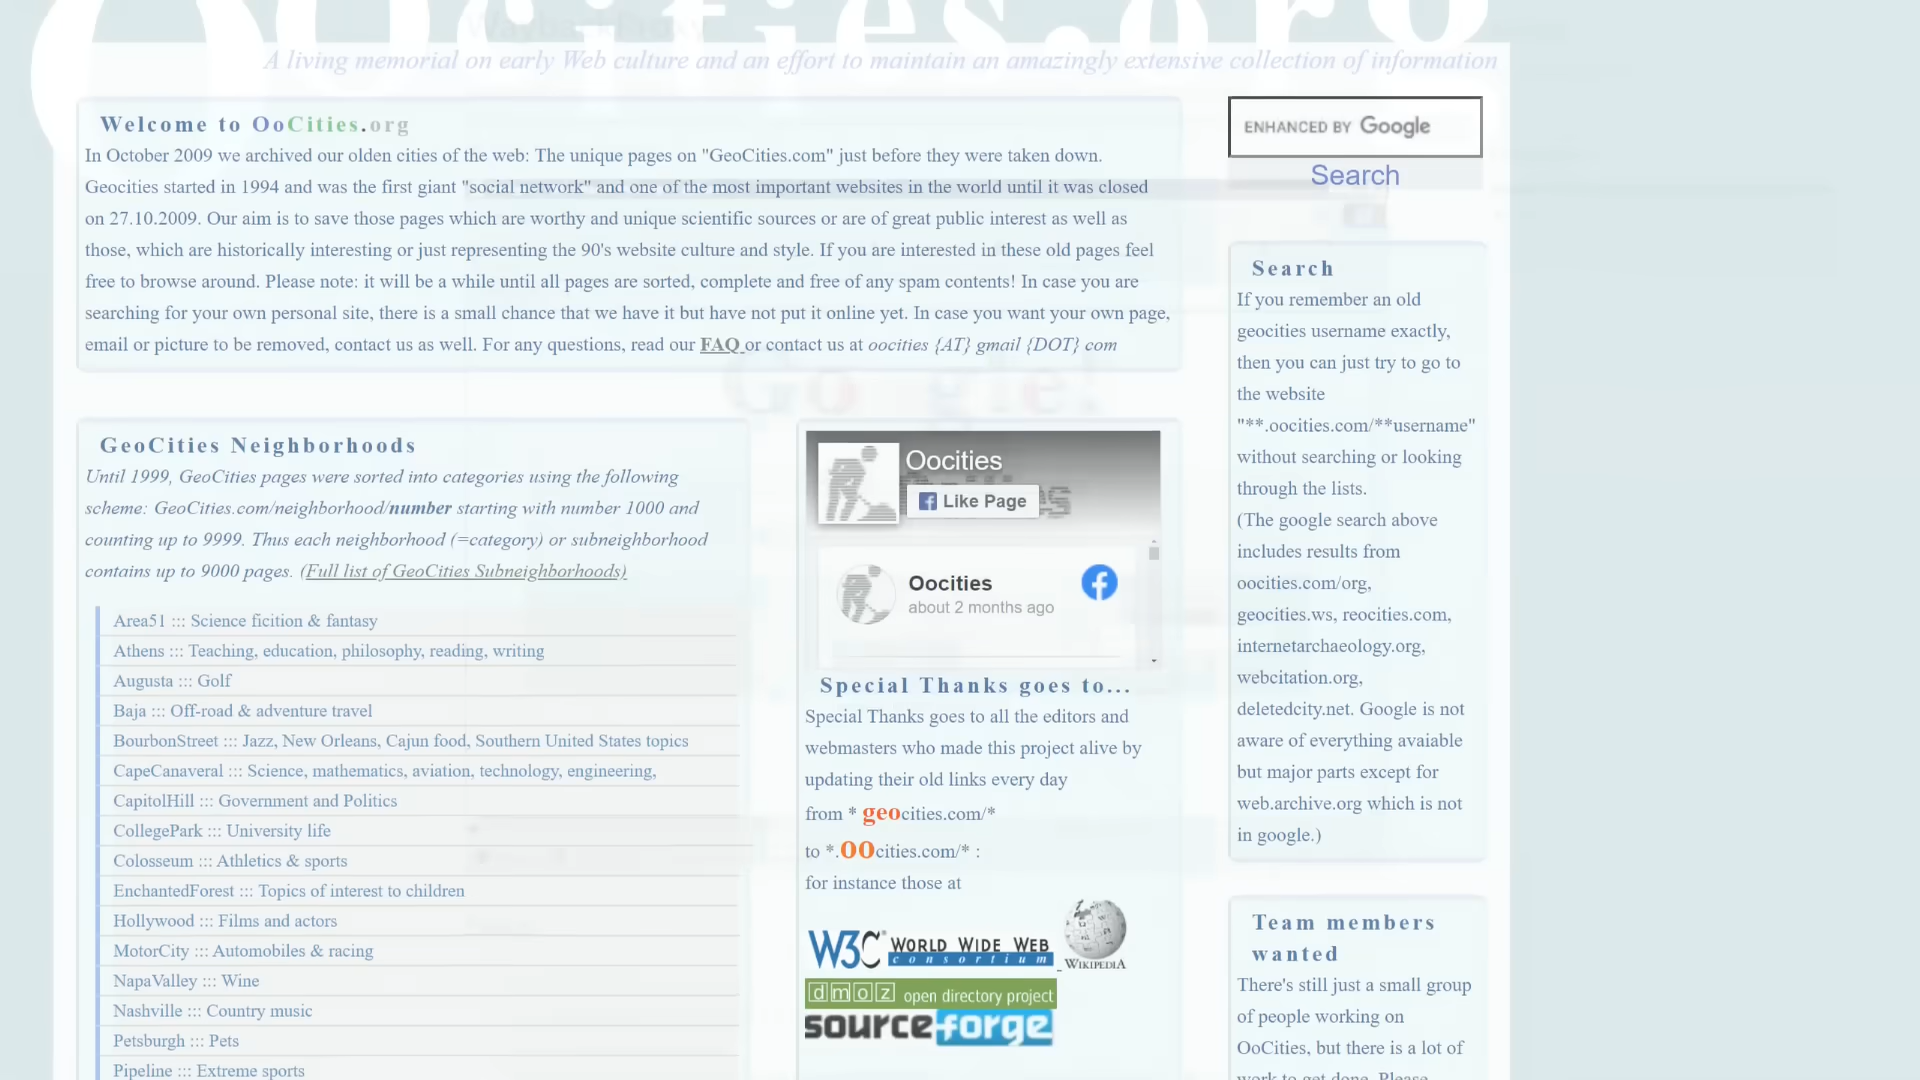 OoCities.org
A living memorial on early Web culture and an effort to maintain an amazingly extensive collection of information
Welcome to OoCities.org
In October 2009 we archived our olden cities of the web: The unique pages on "GeoCities.com" just before they were taken down.
Geocities started in 1994 and was the first giant "social network" and one of the most important websites in the world until it was closed
on 27.10.2009. Our aim is to save those pages which are worthy and unique scientific sources or are of great public interest as well as
those, which are historically interesting or just representing the 90's website culture and style. If you are interested in these old pages feel
free to browse around. Please note: it will be a while until all pages are sorted, complete and free of any spam contents! In case you are
searching for your own personal site, there is a small chance that we have it but have not put it online yet. In case you want your own page,
email or picture to be removed, contact us as well. For any questions, read our FAQ or contact us at oocities {AT} gmail {DOT} com
GeoCities Neighborhoods
Until 1999, GeoCities pages were sorted into categories using the following
scheme: GeoCities.com/neighborhood/number starting with number 1000 and
counting up to 9999. Thus each neighborhood (=category) or subneighborhood
contains up to 9000 pages. (Full list of GeoCities Subneighborhoods)
Area51 ::: Science ficition & fantasy
Athens ::: Teaching, education, philosophy, reading, writing
Augusta ::: Golf
Baja ::: Off-road & adventure travel
BourbonStreet ::: Jazz, New Orleans, Cajun food, Southern United States topics
CapeCanaveral ::: Science, mathematics, aviation, technology, engineering,
CapitolHill ::: Government and Politics
CollegePark ::: University life
Colosseum ::: Athletics & sports
EnchantedForest ::: Topics of interest to children
Hollywood ::: Films and actors
MotorCity ::: Automobiles & racing
NapaValley ::: Wine
Nashville ::: Country music
Petsburgh ::: Pets
Pipeline ::: Extreme sports
Oocities
Like Page
Oocities
about 2 months ago
Special Thanks goes to...
Special Thanks goes to all the editors and
webmasters who made this project alive by
updating their old links every day
from * geocities.com/*
to *.oocities.com/* :
for instance those at
W3C WORLD WIDE WEB
consortium
WIKIPEDIA
dmoz open directory project
sourceforge
ENHANCED BY Google
Search
Search
If you remember an old
geocities username exactly,
then you can just try to go to
the website
"**.oocities.com/**username"
without searching or looking
through the lists.
(The google search above
includes results from
oocities.com/org,
geocities.ws, reocities.com,
internetarchaeology.org,
webcitation.org,
deletedcity.net. Google is not
aware of everything avaiable
but major parts except for
web.archive.org which is not
in google.)
Team members
wanted
There's still just a small group
of people working on
OoCities, but there is a lot of
work to get done. Please